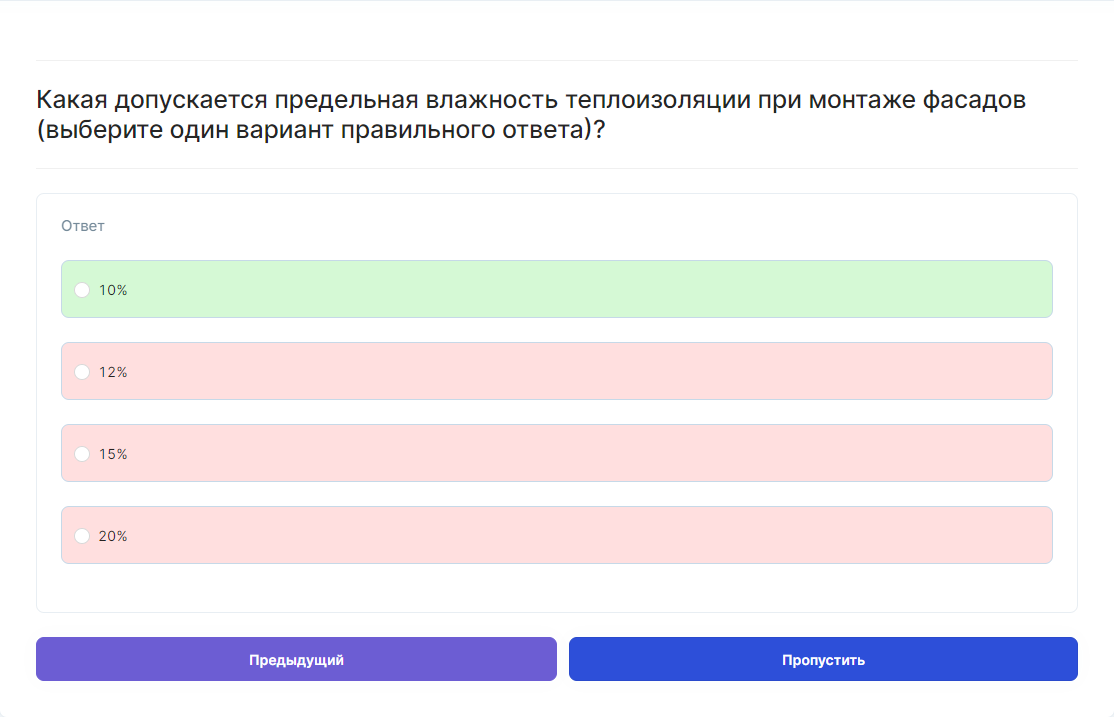 Какая допускается предельная влажность теплоизоляции при монтаже фасадов
(выберите один вариант правильного ответа)?
Ответ
10%
12%
15%
20%
Предыдущий
Пропустить